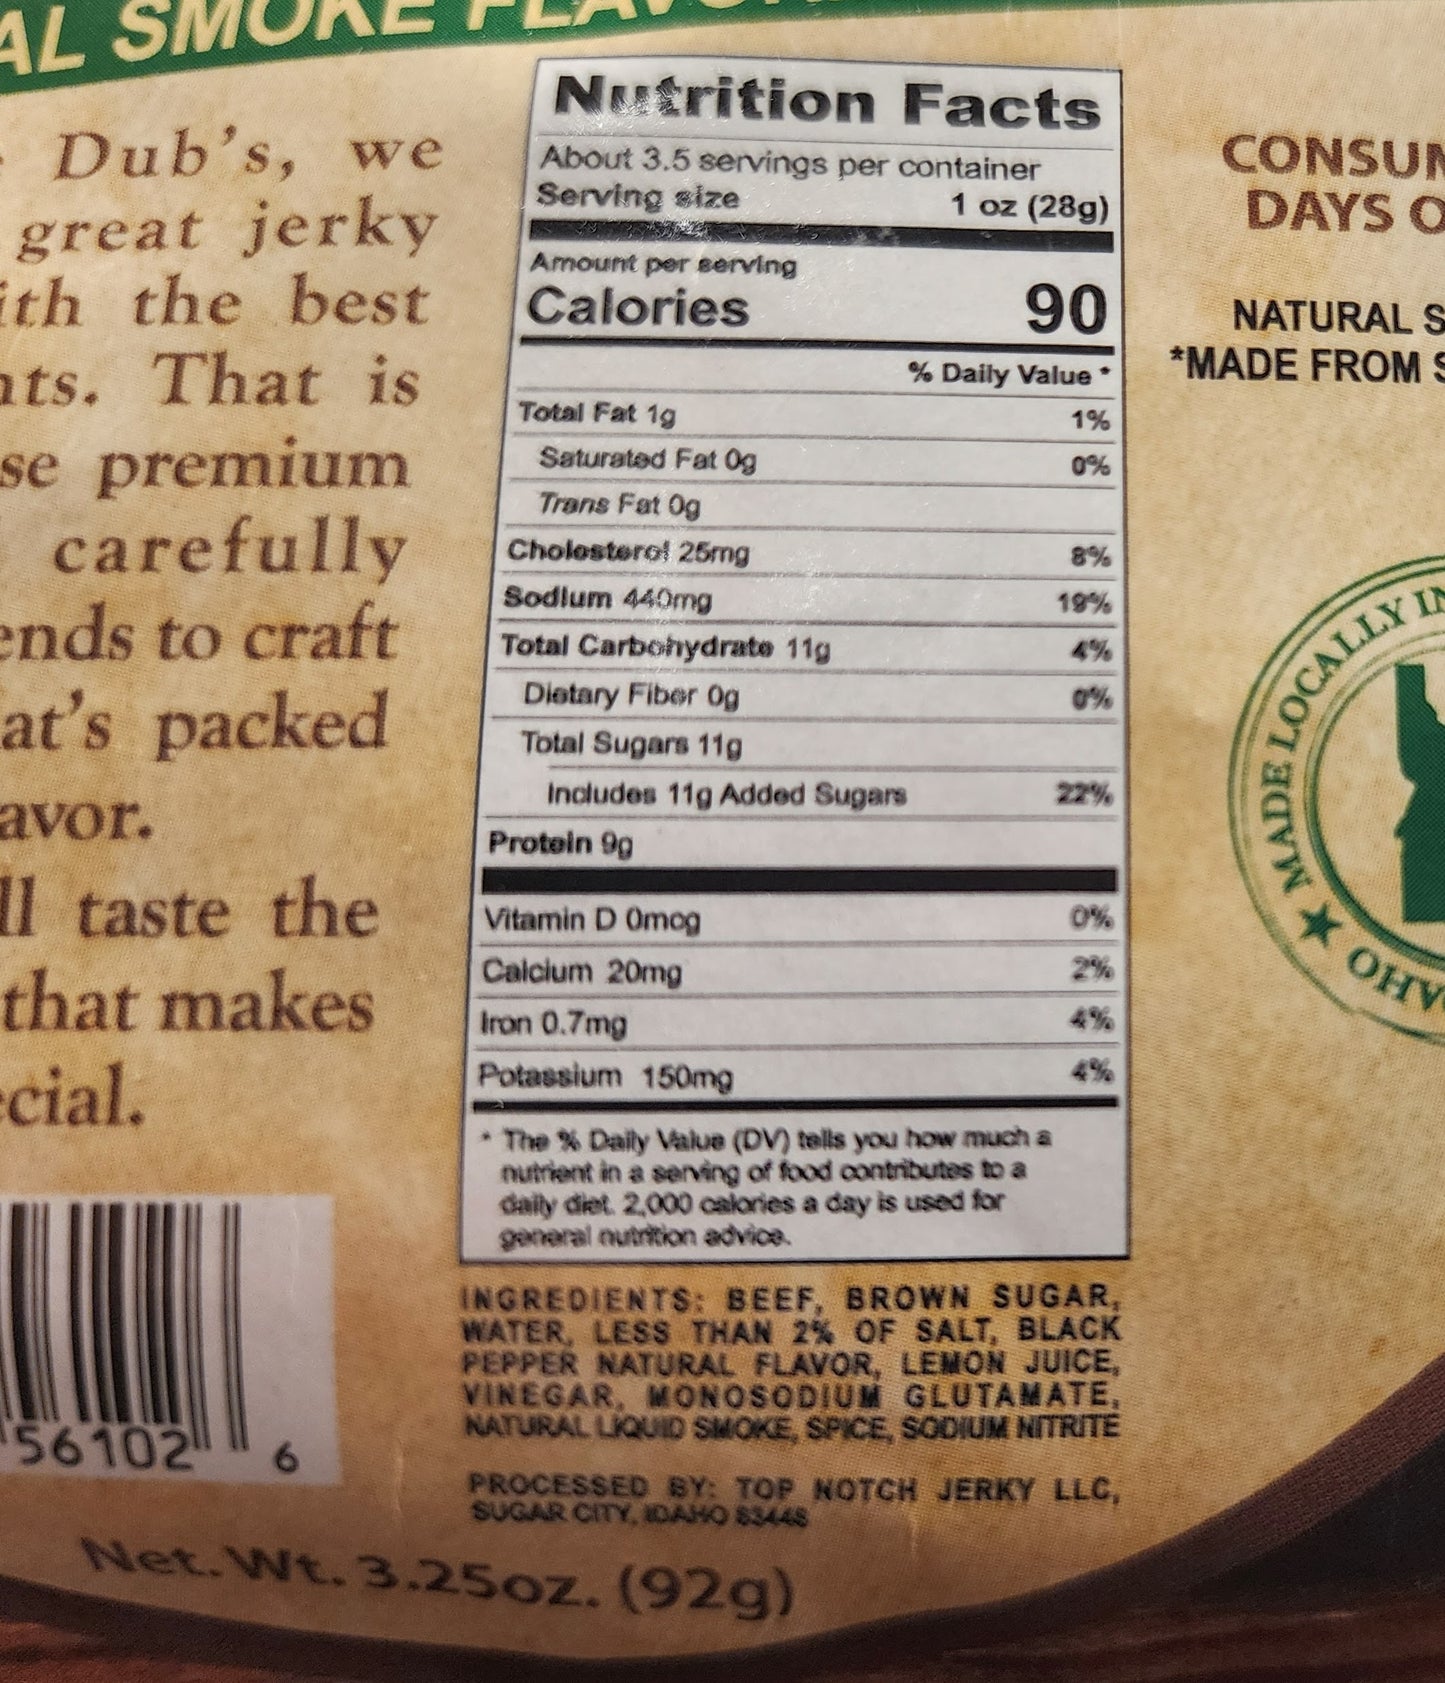 AL SMOKE FLAVO
Dub's, we
great jerky
ith the best
nts. That is
se premium
carefully
ends to craft
at's packed
avor.
ll taste the
that makes
ecial.
56102 6
Net. Wt. 3.25oz. (92g)
Nutrition Facts
About 3.5 servings per container
Serving size 1 oz (28g)
Amount per serving
Calories 90
% Daily Value *
Total Fat 1g 1%
Saturated Fat 0g 0%
Trans Fat 0g
Cholesterol 25mg 8%
Sodium 440mg 19%
Total Carbohydrate 11g 4%
Dietary Fiber 0g 0%
Total Sugars 11g
Includes 11g Added Sugars 22%
Protein 9g
Vitamin D 0mcg 0%
Calcium 20mg 2%
Iron 0.7mg 4%
Potassium 150mg 4%
* The % Daily Value (DV) tells you how much a
nutrient in a serving of food contributes to a
daily diet. 2,000 calories a day is used for
general nutrition advice.
INGREDIENTS: BEEF, BROWN SUGAR,
WATER, LESS THAN 2% OF SALT, BLACK
PEPPER NATURAL FLAVOR, LEMON JUICE,
VINEGAR, MONOSODIUM GLUTAMATE,
NATURAL LIQUID SMOKE, SPICE, SODIUM NITRITE
PROCESSED BY: TOP NOTCH JERKY LLC,
SUGAR CITY, IDAHO 83448
CONSUM
DAYS O
NATURAL S
*MADE FROM S
MADE LOCALLY IN
DAHO